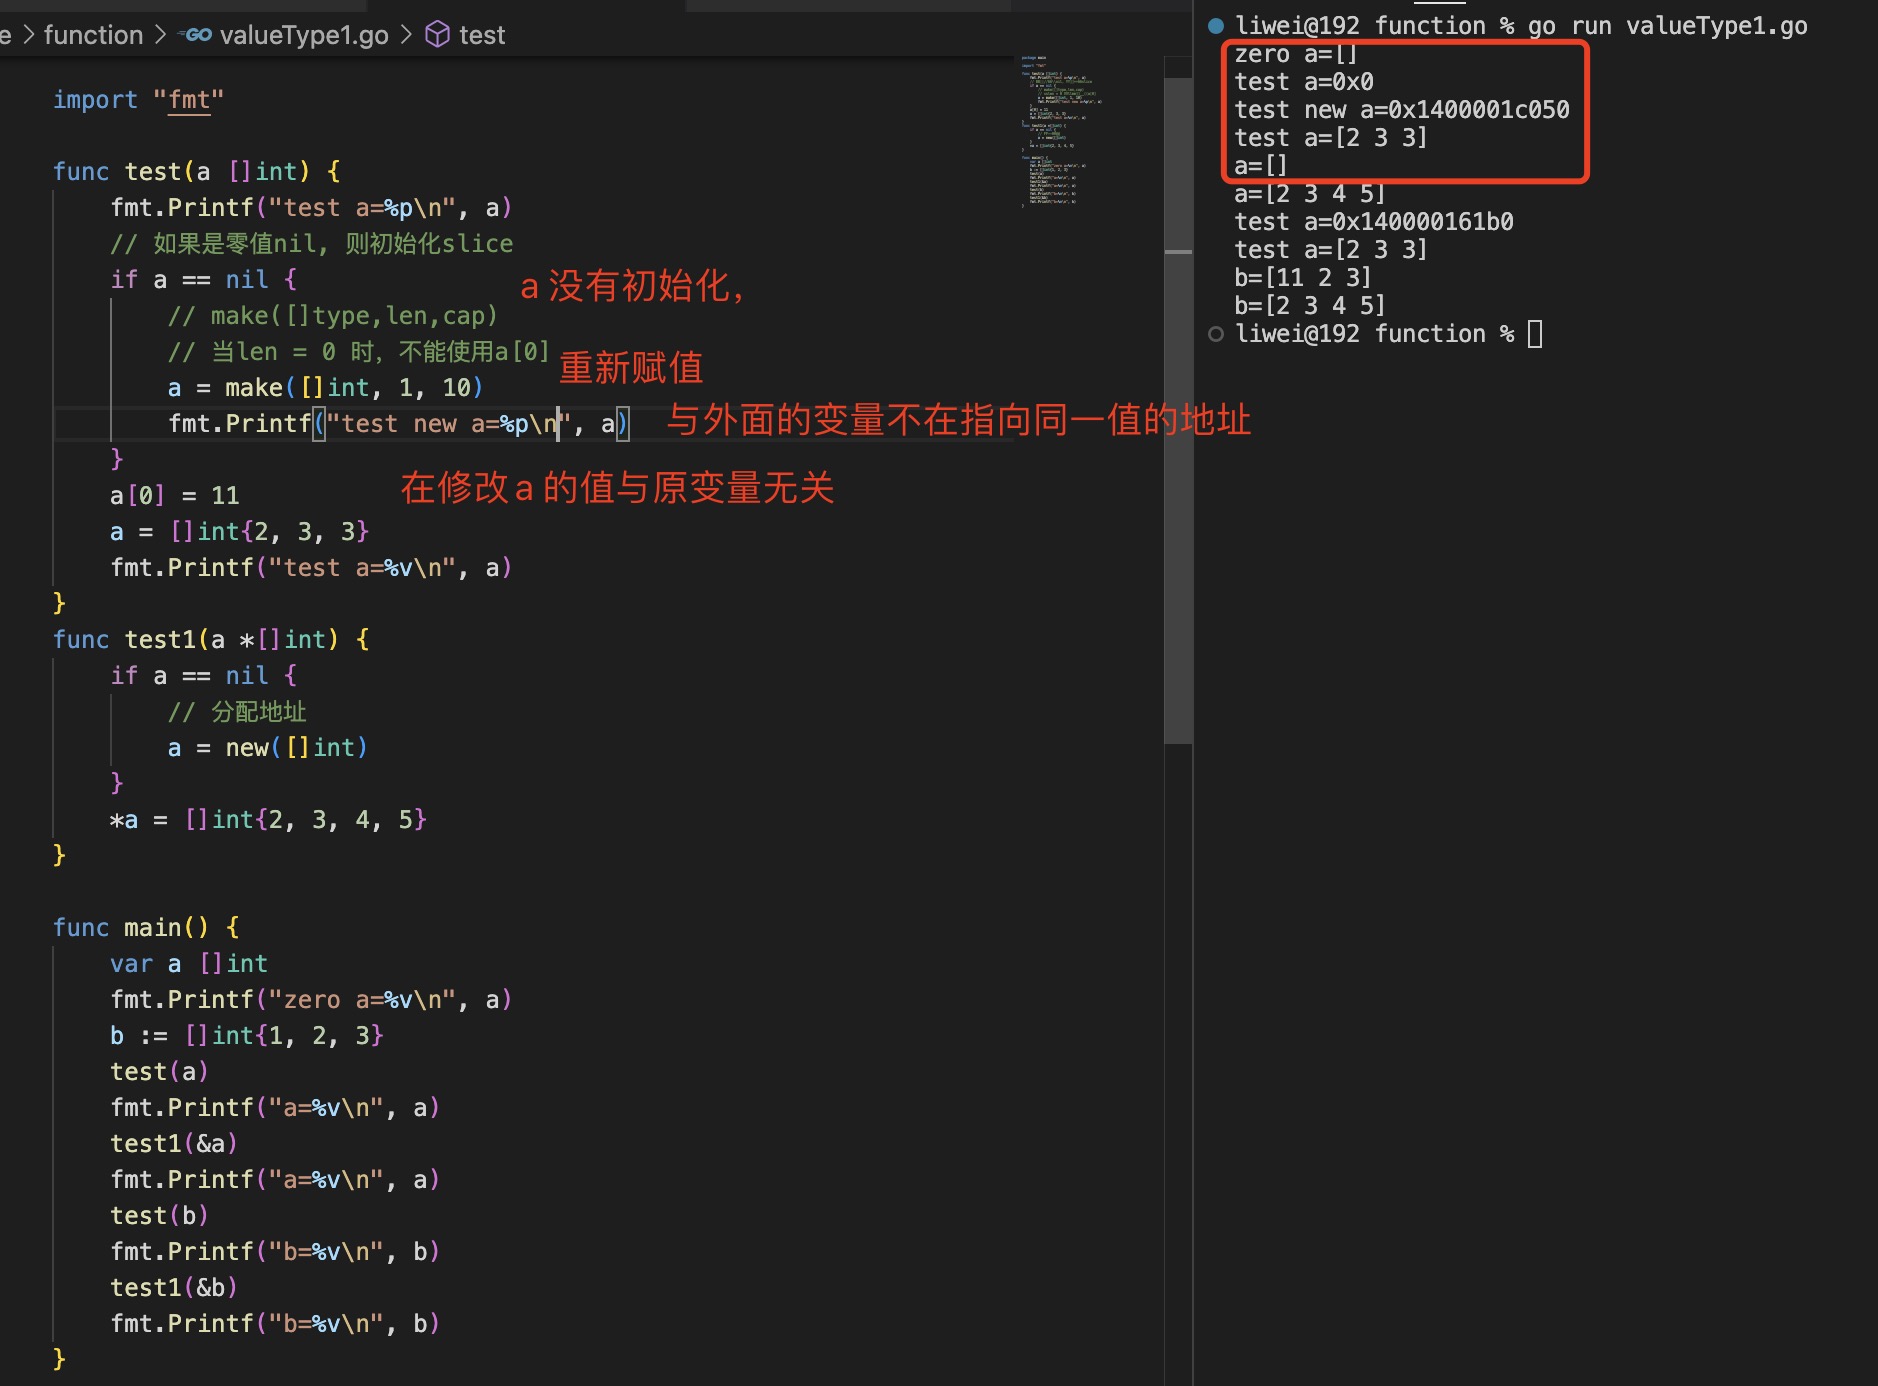 e > function > GO valueType1.go > test
import "fmt"
func test(a []int) {
fmt.Printf("test a=%p\n", a)
// 如果是零值nil, 则初始化slice
if a == nil {
a 没有初始化，
// make([]type,len,cap)
// 当len = 0 时，不能使用a[0]
重新赋值
a = make([]int, 1, 10)
fmt.Printf("test new a=%p\n", a)
与外面的变量不在指向同一值的地址
}
在修改 a 的值与原变量无关
a[0] = 11
a = []int{2, 3, 3}
fmt.Printf("test a=%v\n", a)
}
func test1(a *[]int) {
if a == nil {
// 分配地址
a = new([]int)
}
*a = []int{2, 3, 4, 5}
}
func main() {
var a []int
fmt.Printf("zero a=%v\n", a)
b := []int{1, 2, 3}
test(a)
fmt.Printf("a=%v\n", a)
test1(&a)
fmt.Printf("a=%v\n", a)
test(b)
fmt.Printf("b=%v\n", b)
test1(&b)
fmt.Printf("b=%v\n", b)
}
liwei@192 function % go run valueType1.go
zero a=[]
test a=0x0
test new a=0x1400001c050
test a=[2 3 3]
a=[]
a=[2 3 4 5]
test a=0x140000161b0
test a=[2 3 3]
b=[11 2 3]
b=[2 3 4 5]
liwei@192 function %